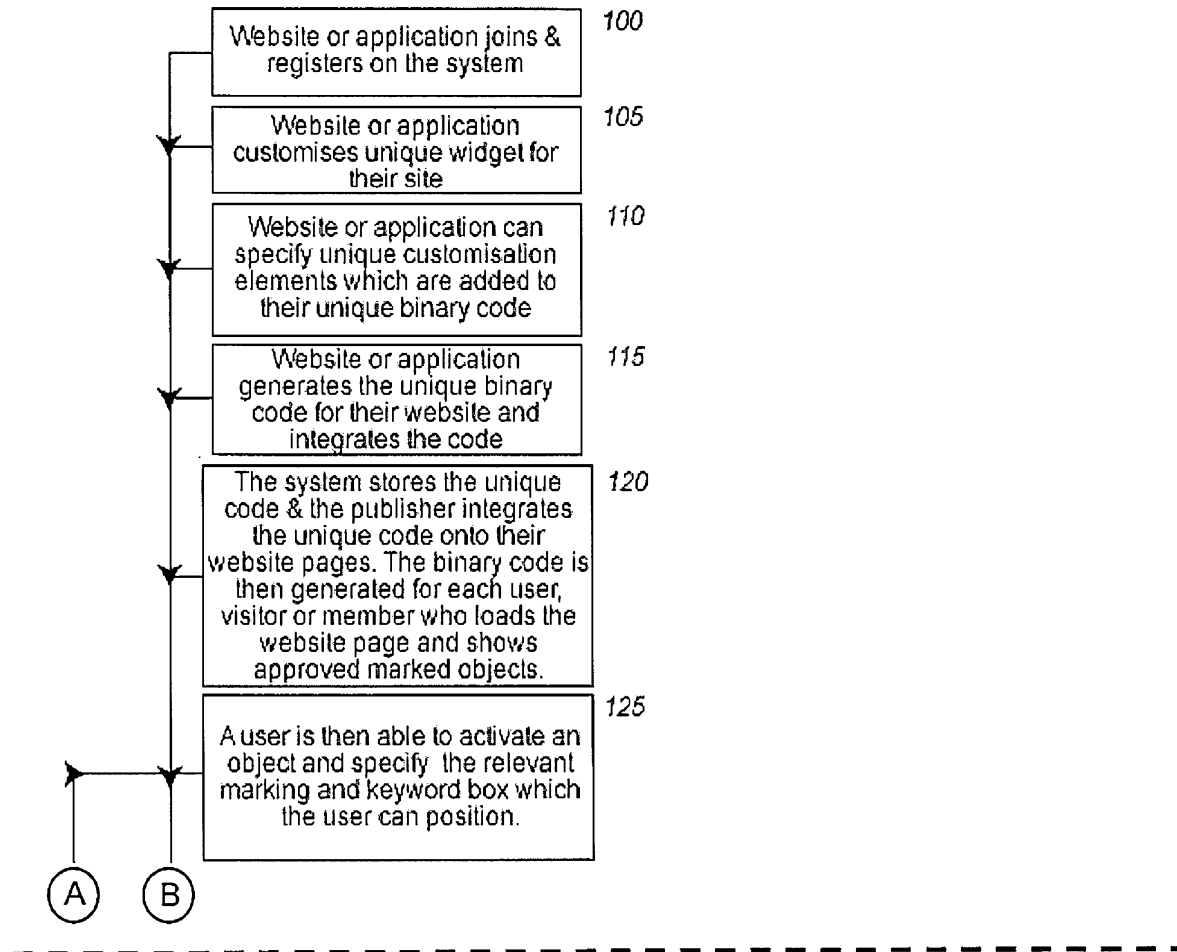 Website or application joins &
registers on the system
100
Website or application
customises unique widget for
their site
105
Website or application can
specify unique customisation
elements which are added to
their unique binary code
110
Website or application
generates the unique binary
code for their website and
integrates the code
115
The system stores the unique
code & the publisher integrates
the unique code onto their
website pages. The binary code is
then generated for each user,
visitor or member who loads the
website page and shows
approved marked objects.
120
A user is then able to activate an
object and specify the relevant
marking and keyword box which
the user can position.
125
A
B